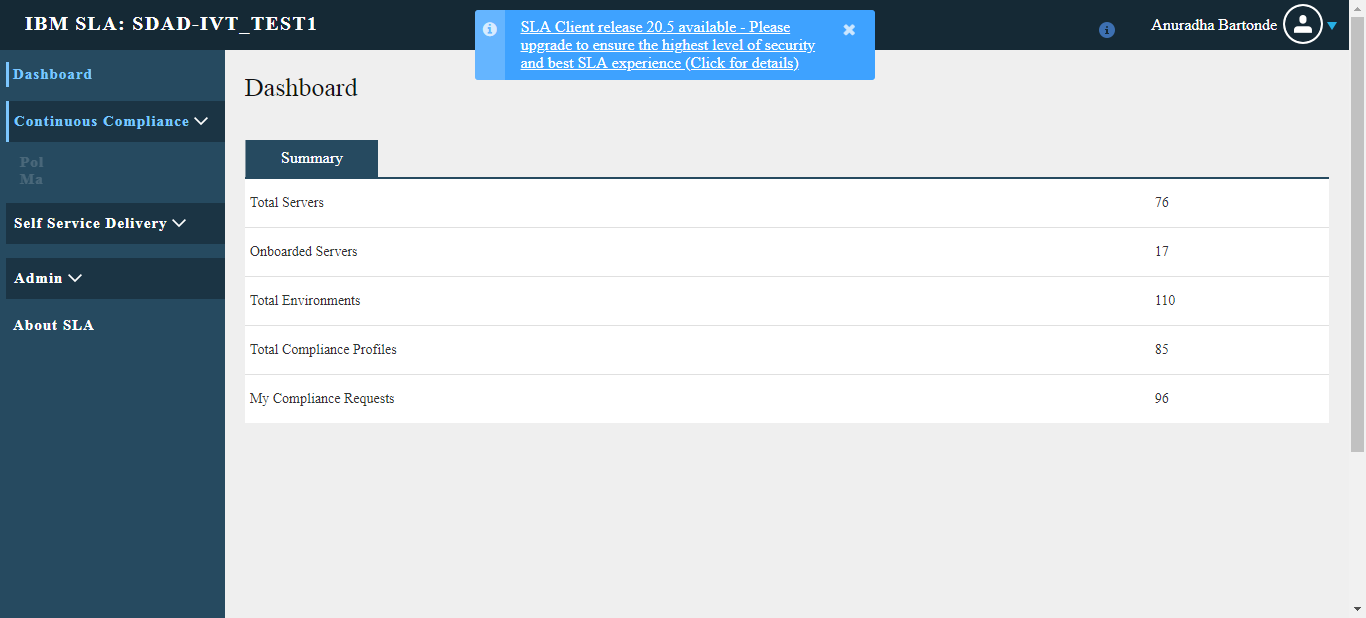 IBM SLA: SDAD-IVT_TEST1
SLA Client release 20.5 available - Please
upgrade to ensure the highest level of security
and best SLA experience (Click for details)
Anuradha Bartonde
Dashboard
Continuous Compliance
Pol
Ma
Self Service Delivery
Admin
About SLA
Dashboard
Summary
Total Servers 76
Onboarded Servers 17
Total Environments 110
Total Compliance Profiles 85
My Compliance Requests 96